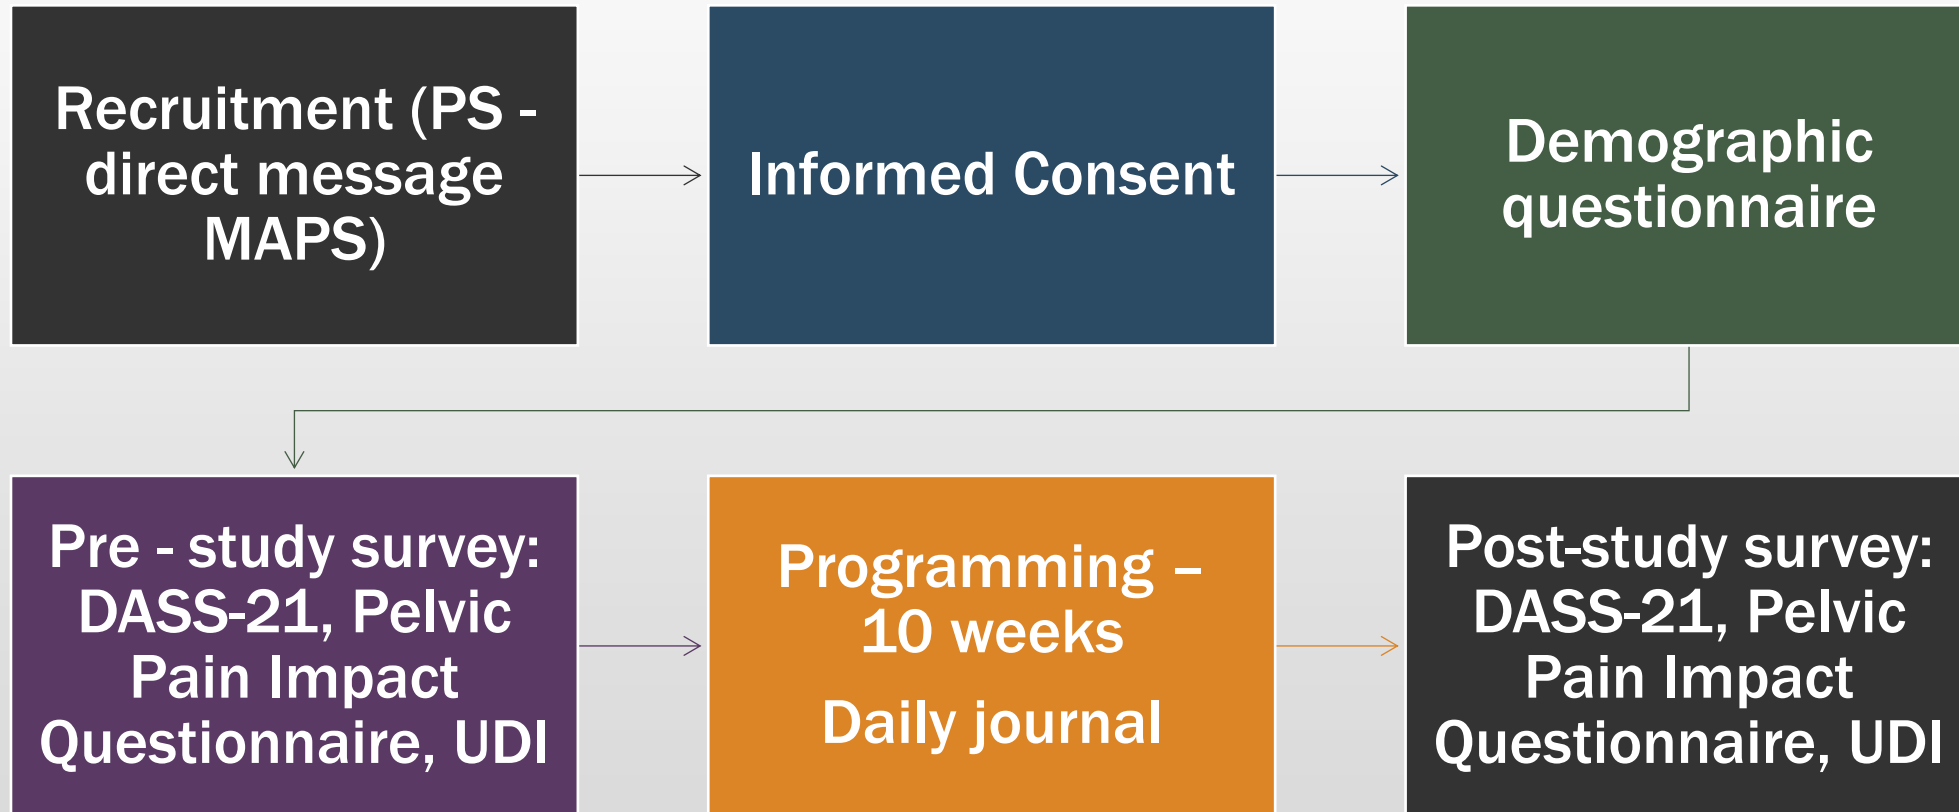 Recruitment (PS -
direct message
MAPS)
Informed Consent
Demographic
questionnaire
Pre - study survey:
DASS-21, Pelvic
Pain Impact
Questionnaire, UDI
Programming –
10 weeks
Daily journal
Post-study survey:
DASS-21, Pelvic
Pain Impact
Questionnaire, UDI